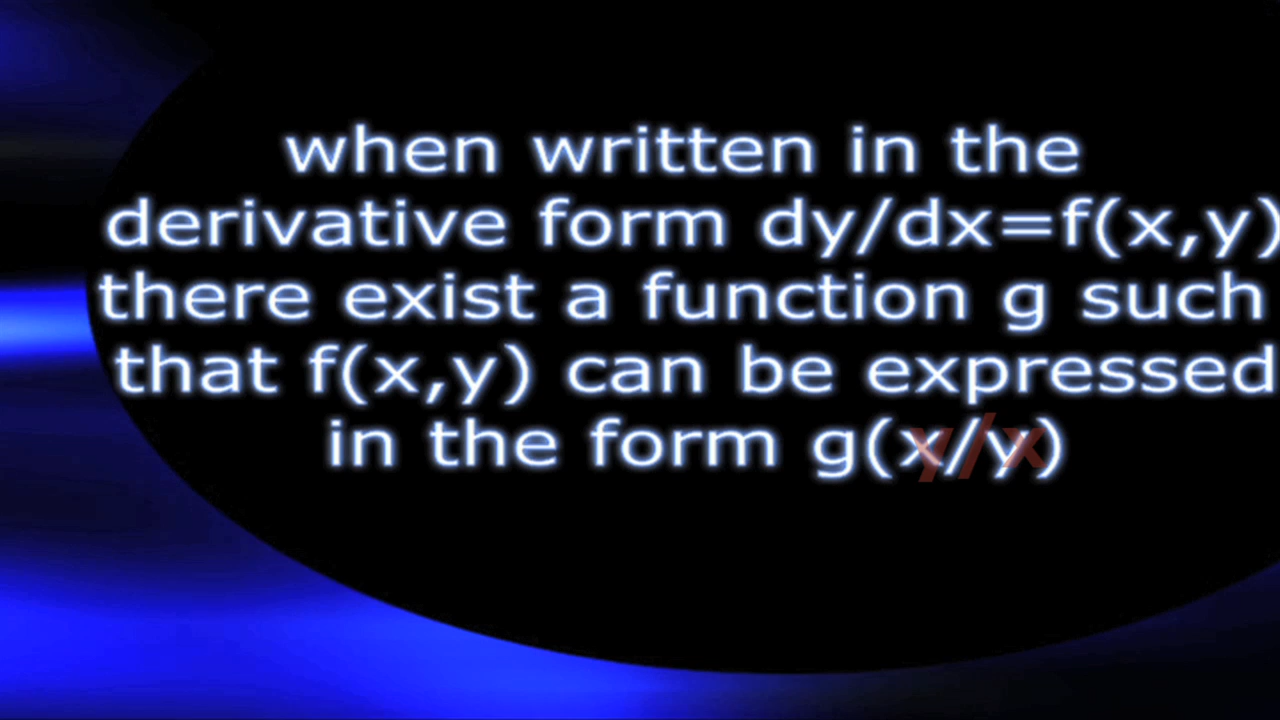 when written in the
derivative form dy/dx=f(x,y)
there exist a function g such
that f(x,y) can be expressed
in the form g(x/y)
y/x